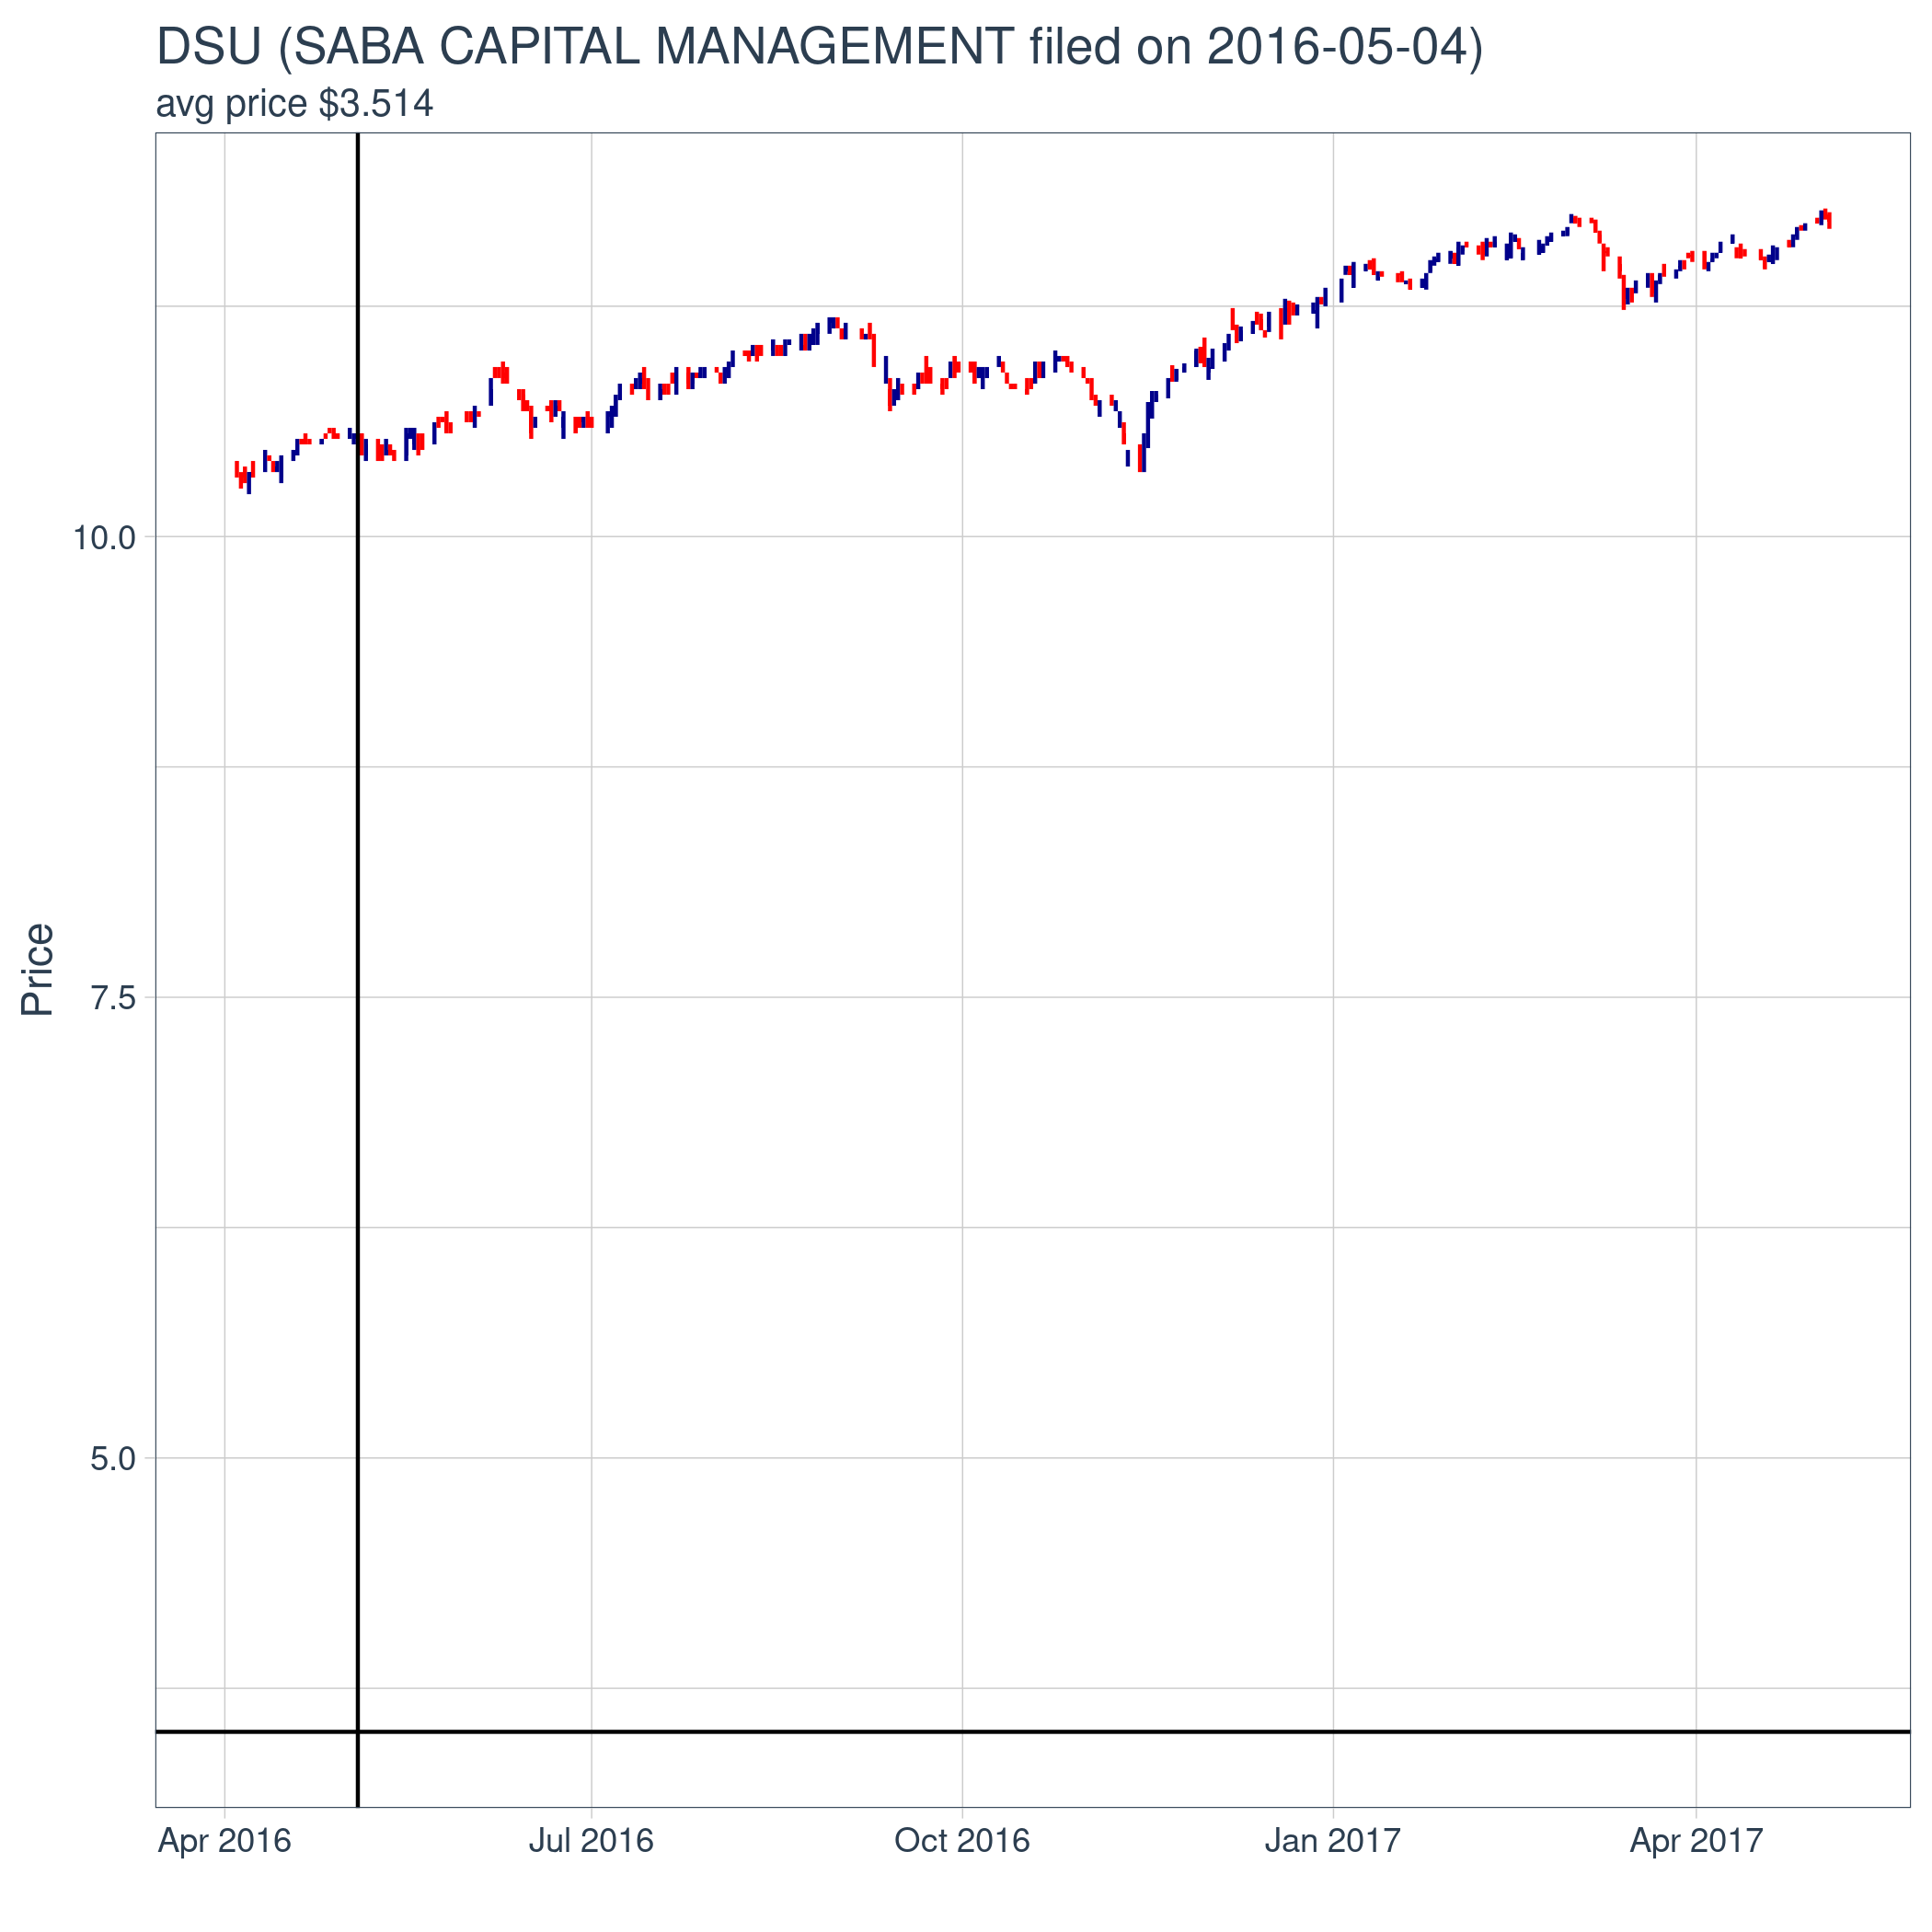 DSU (SABA CAPITAL MANAGEMENT filed on 2016-05-04)
avg price $3.514
Price
10.0
7.5
5.0
Apr 2016
Jul 2016
Oct 2016
Jan 2017
Apr 2017